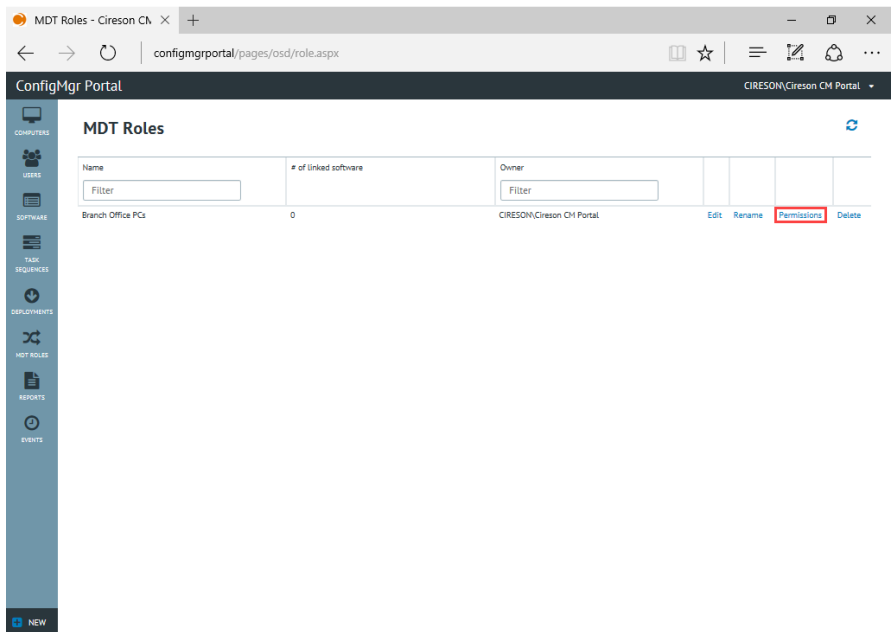 MDT Roles - Cireson CM
configmgrportal/pages/osd/role.aspx
ConfigMgr Portal
CIRESON\Cireson CM Portal
COMPUTERS
USERS
SOFTWARE
TASK
SEQUENCES
DEPLOYMENTS
MDT ROLES
REPORTS
EVENTS
NEW
MDT Roles
Name # of linked software Owner
Filter Filter
Branch Office PCs 0 CIRESON\Cireson CM Portal Edit Rename Permissions Delete